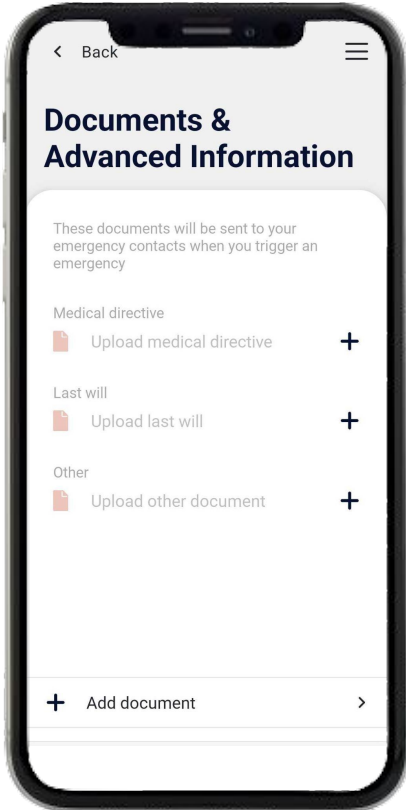 Back
Documents &
Advanced Information
These documents will be sent to your
emergency contacts when you trigger an
emergency
Medical directive
Upload medical directive
Last will
Upload last will
Other
Upload other document
Add document